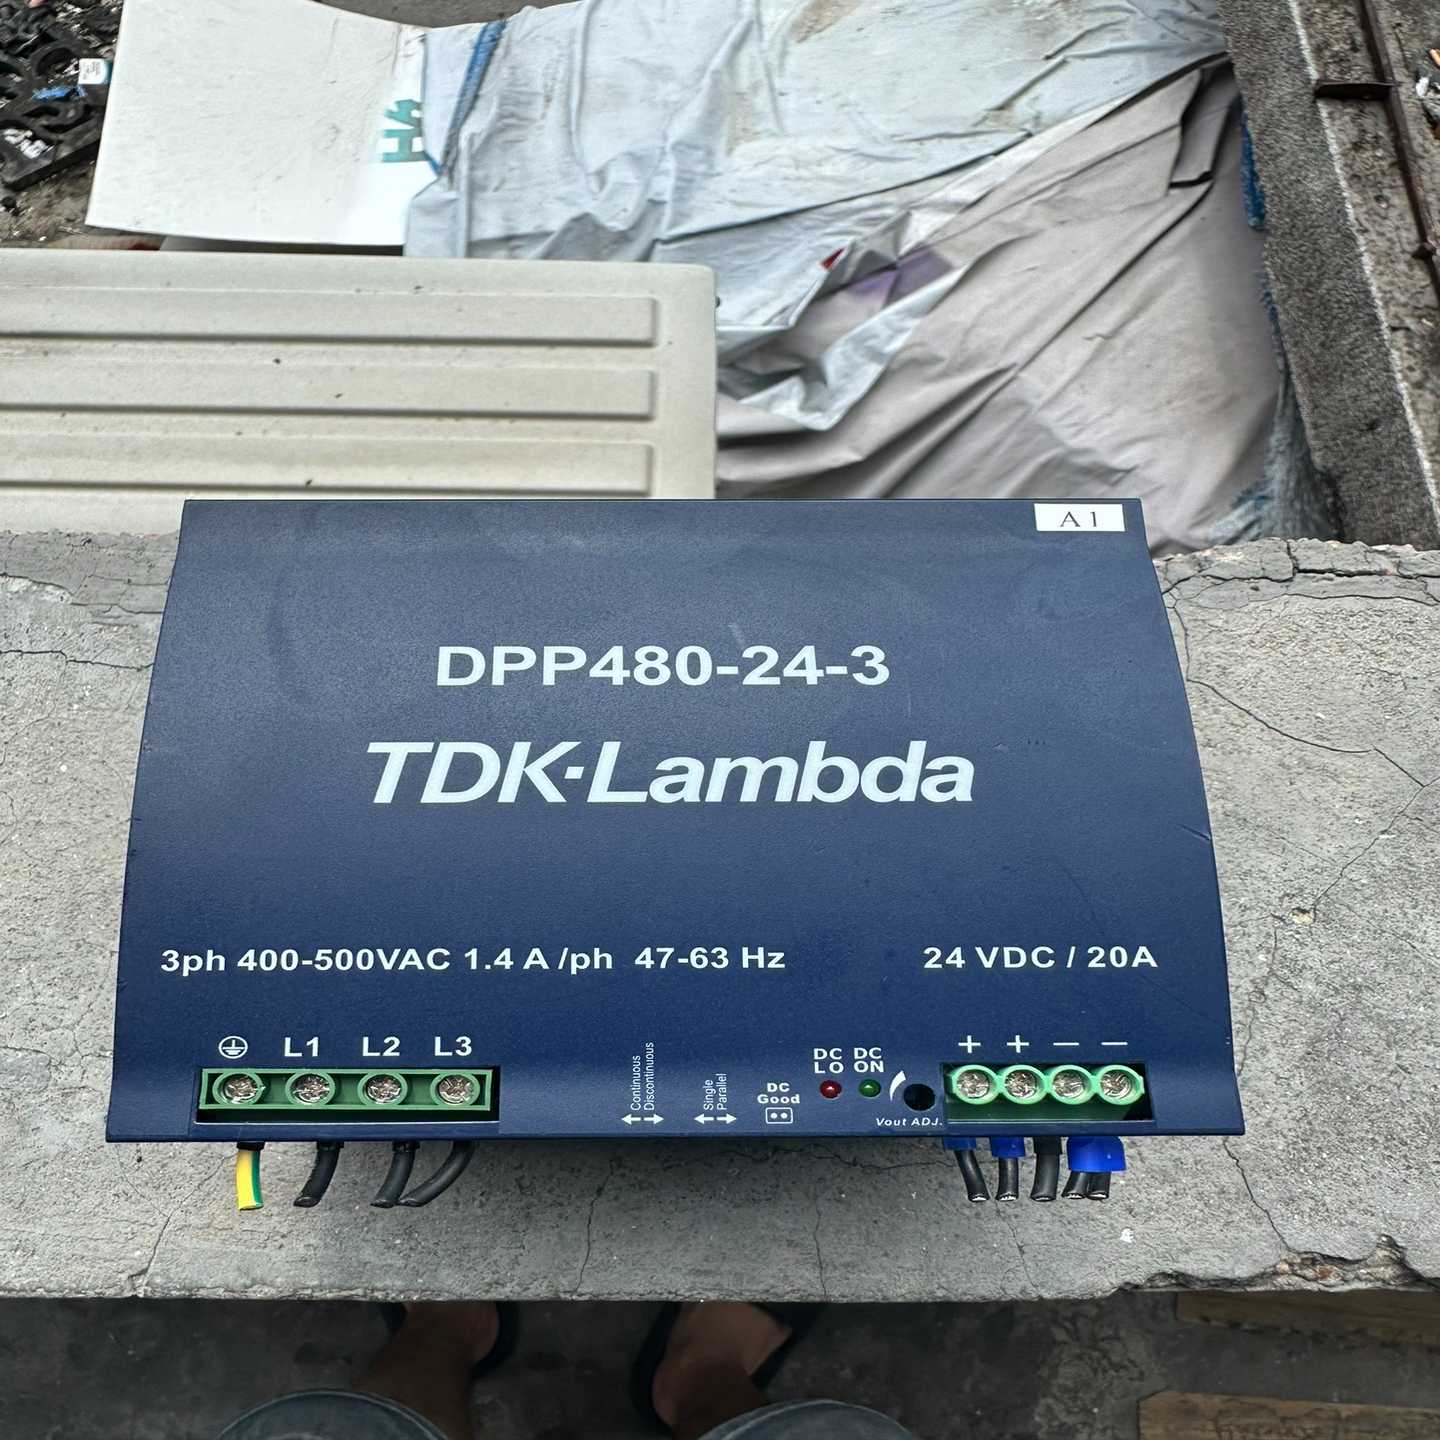 HA
A1
DPP480-24-3
TDK·Lambda
3ph 400-500VAC 1.4 A /ph 47-63 Hz
24 VDC / 20A
L1 L2 L3
Continuous
Discontinuous
Single
Parallel
DC
Good
DC
LO
DC
ON
Vout ADJ.
+ + — —